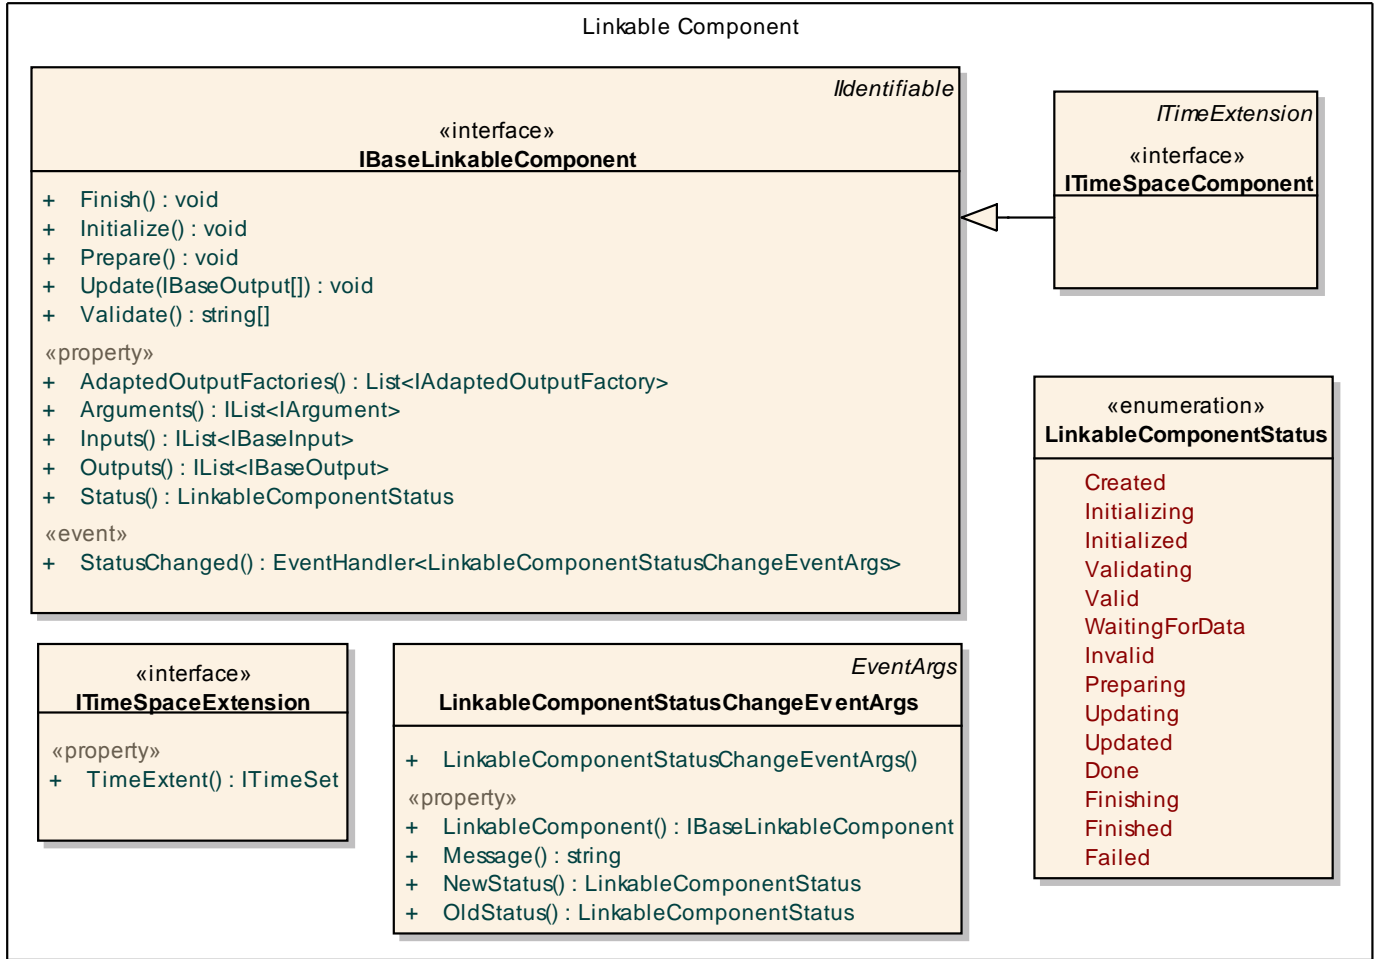 Linkable Component
IIdentifiable
«interface»
IBaseLinkableComponent
+ Finish() : void
+ Initialize() : void
+ Prepare() : void
+ Update(IBaseOutput[]) : void
+ Validate() : string[]
«property»
+ AdaptedOutputFactories() : List<IAdaptedOutputFactory>
+ Arguments() : IList<IArgument>
+ Inputs() : IList<IBaseInput>
+ Outputs() : IList<IBaseOutput>
+ Status() : LinkableComponentStatus
«event»
+ StatusChanged() : EventHandler<LinkableComponentStatusChangeEventArgs>
ITimeExtension
«interface»
ITimeSpaceComponent
«enumeration»
LinkableComponentStatus
Created
Initializing
Initialized
Validating
Valid
WaitingForData
Invalid
Preparing
Updating
Updated
Done
Finishing
Finished
Failed
«interface»
ITimeSpaceExtension
«property»
+ TimeExtent() : ITimeSet
EventArgs
LinkableComponentStatusChangeEventArgs
+ LinkableComponentStatusChangeEventArgs()
«property»
+ LinkableComponent() : IBaseLinkableComponent
+ Message() : string
+ NewStatus() : LinkableComponentStatus
+ OldStatus() : LinkableComponentStatus